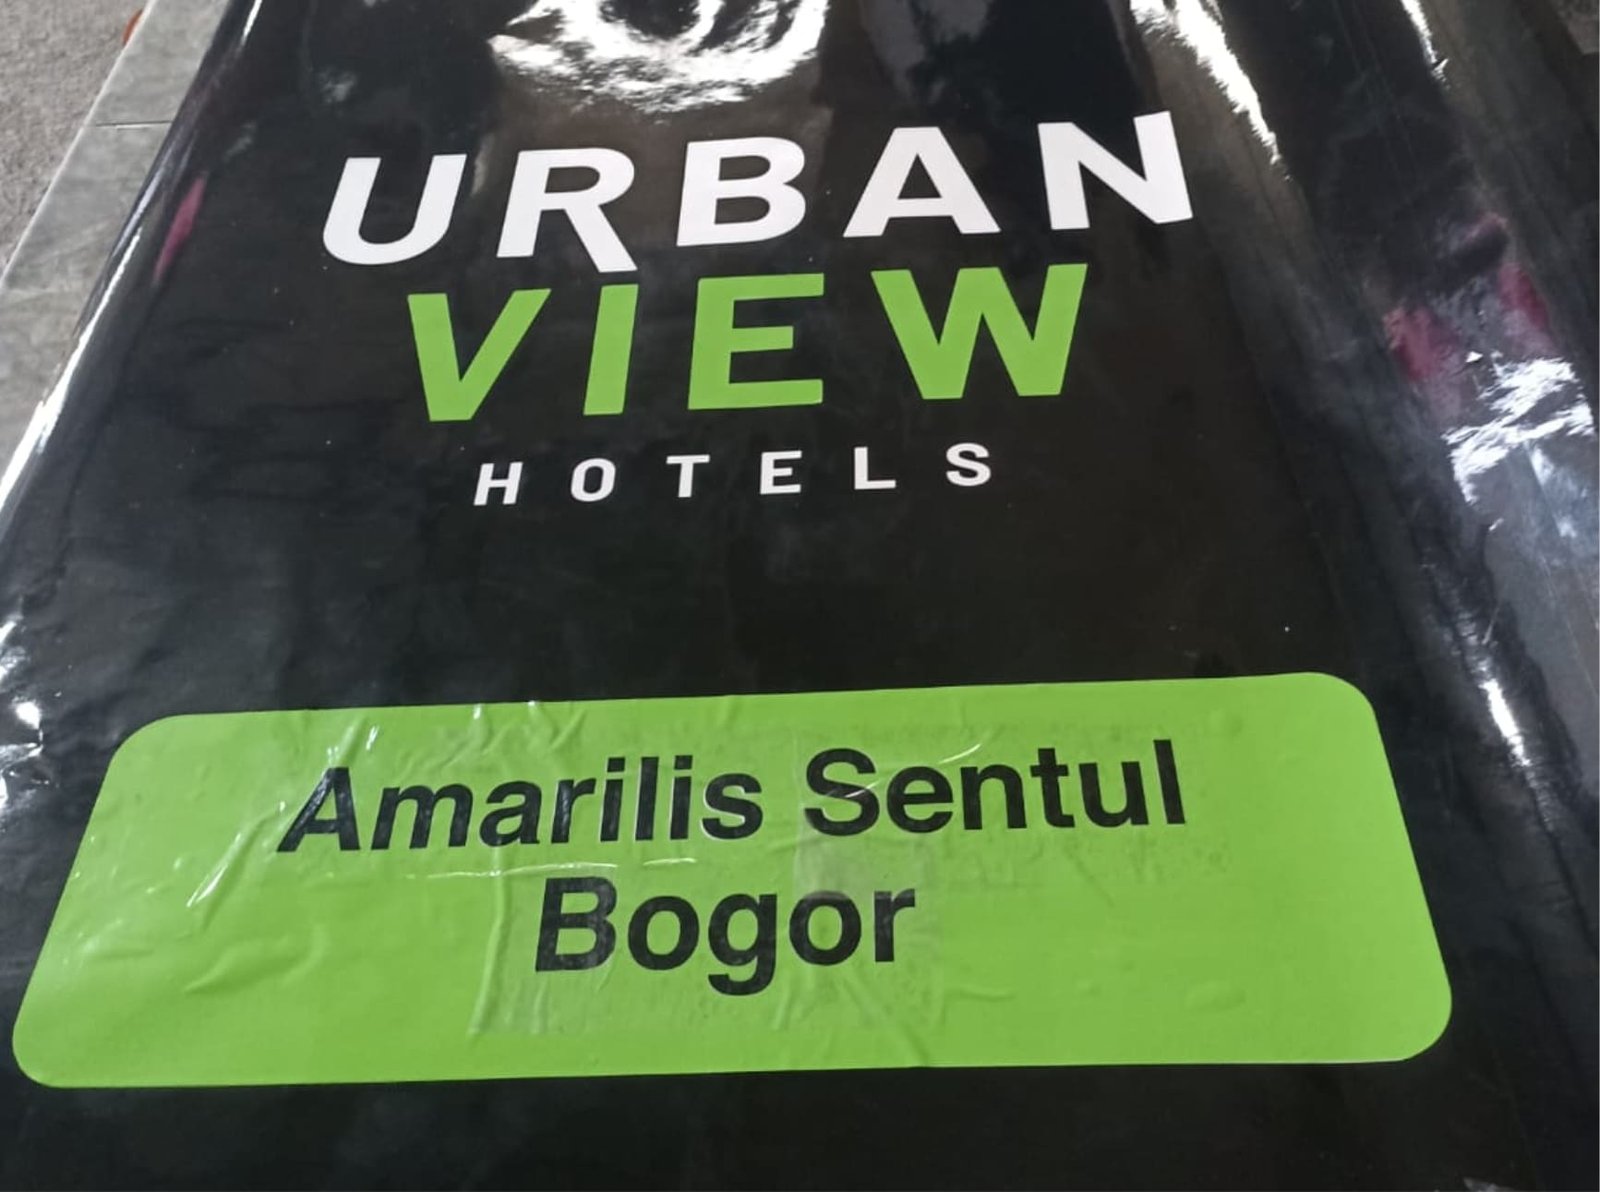 URBAN
VIEW
HOTELS
Amarilis Sentul
Bogor